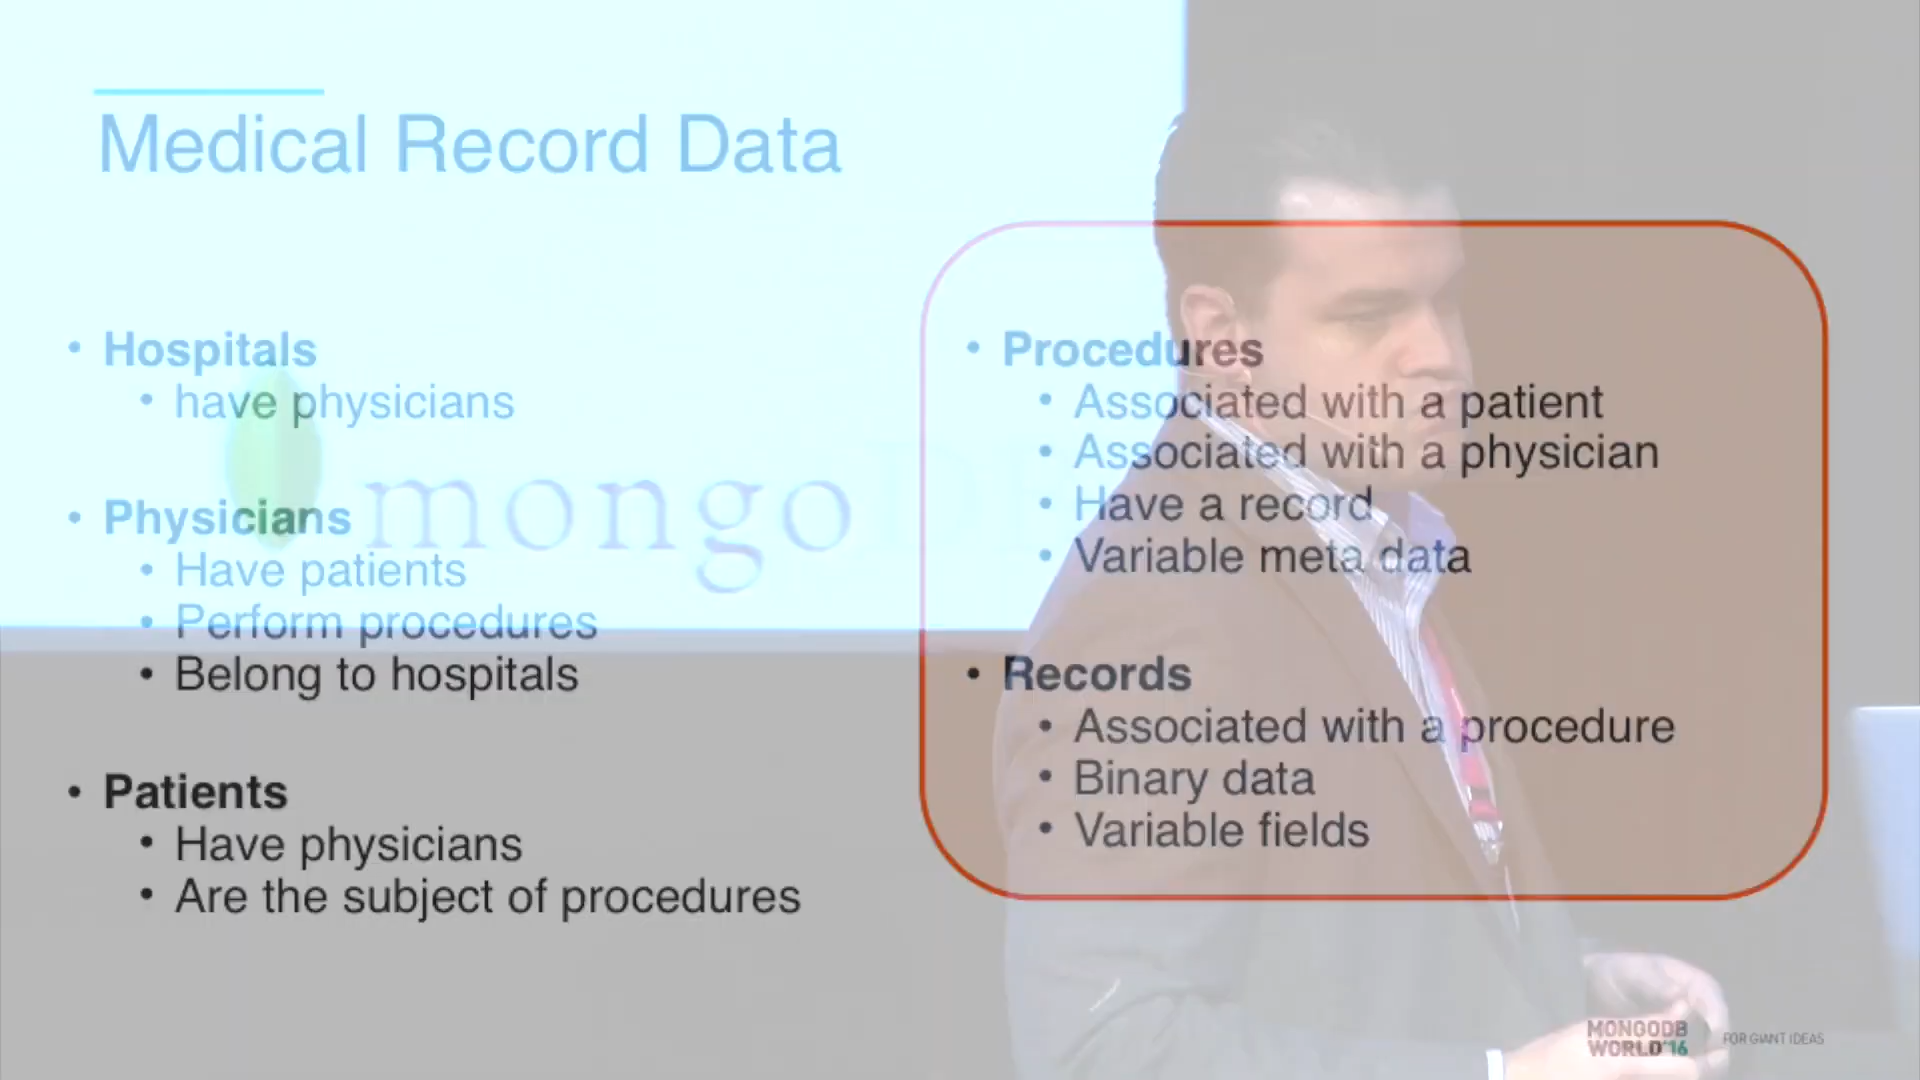 Medical Record Data
• Hospitals
• have physicians
• Physicians
• Have patients
• Perform procedures
• Belong to hospitals
• Patients
• Have physicians
• Are the subject of procedures
• Procedures
• Associated with a patient
• Associated with a physician
• Have a record
• Variable meta data
• Records
• Associated with a procedure
• Binary data
• Variable fields
mongoDB
MONGODB
WORLD'16
FOR GIANT IDEAS